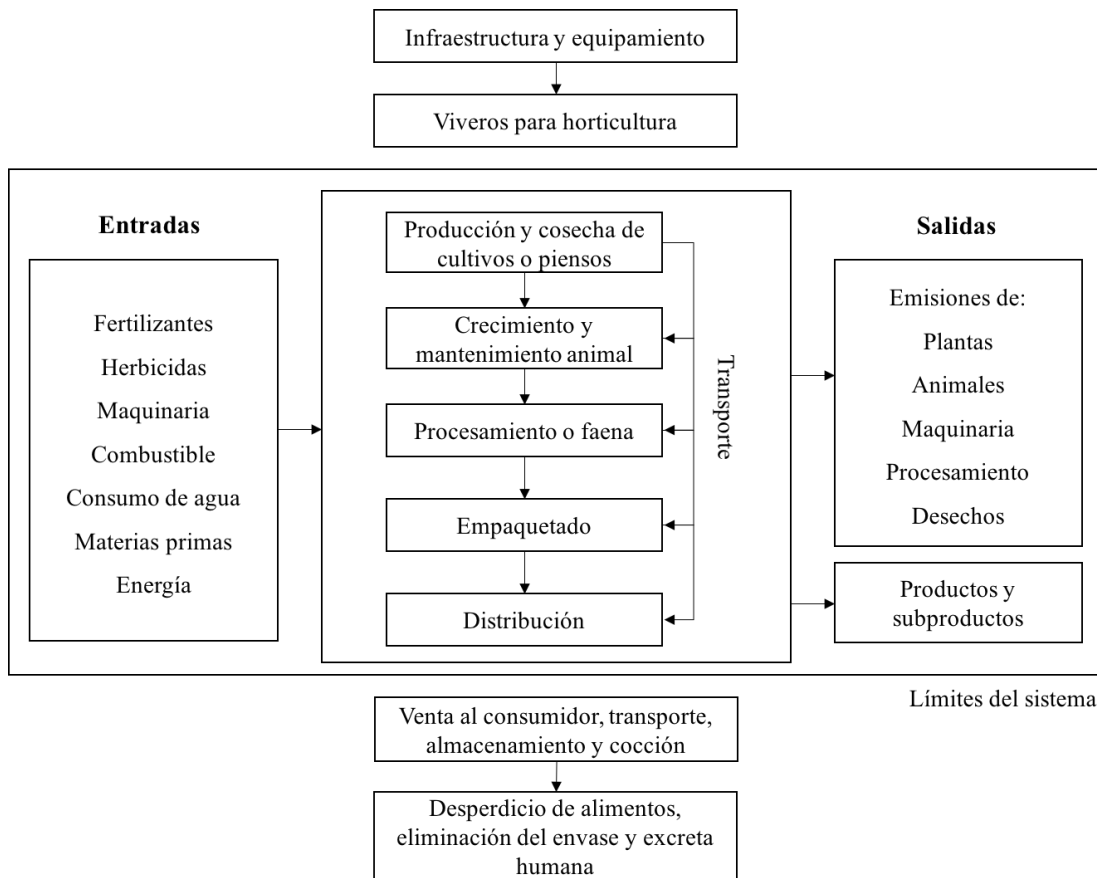 Infraestructura y equipamiento
Viveros para horticultura
Entradas
Fertilizantes
Herbicidas
Maquinaria
Combustible
Consumo de agua
Materias primas
Energía
Producción y cosecha de
cultivos o piensos
Crecimiento y
mantenimiento animal
Procesamiento o faena
Empaquetado
Distribución
Transporte
Salidas
Emisiones de:
Plantas
Animales
Maquinaria
Procesamiento
Desechos
Productos y
subproductos
Límites del sistema
Venta al consumidor, transporte,
almacenamiento y cocción
Desperdicio de alimentos,
eliminación del envase y excreta
humana